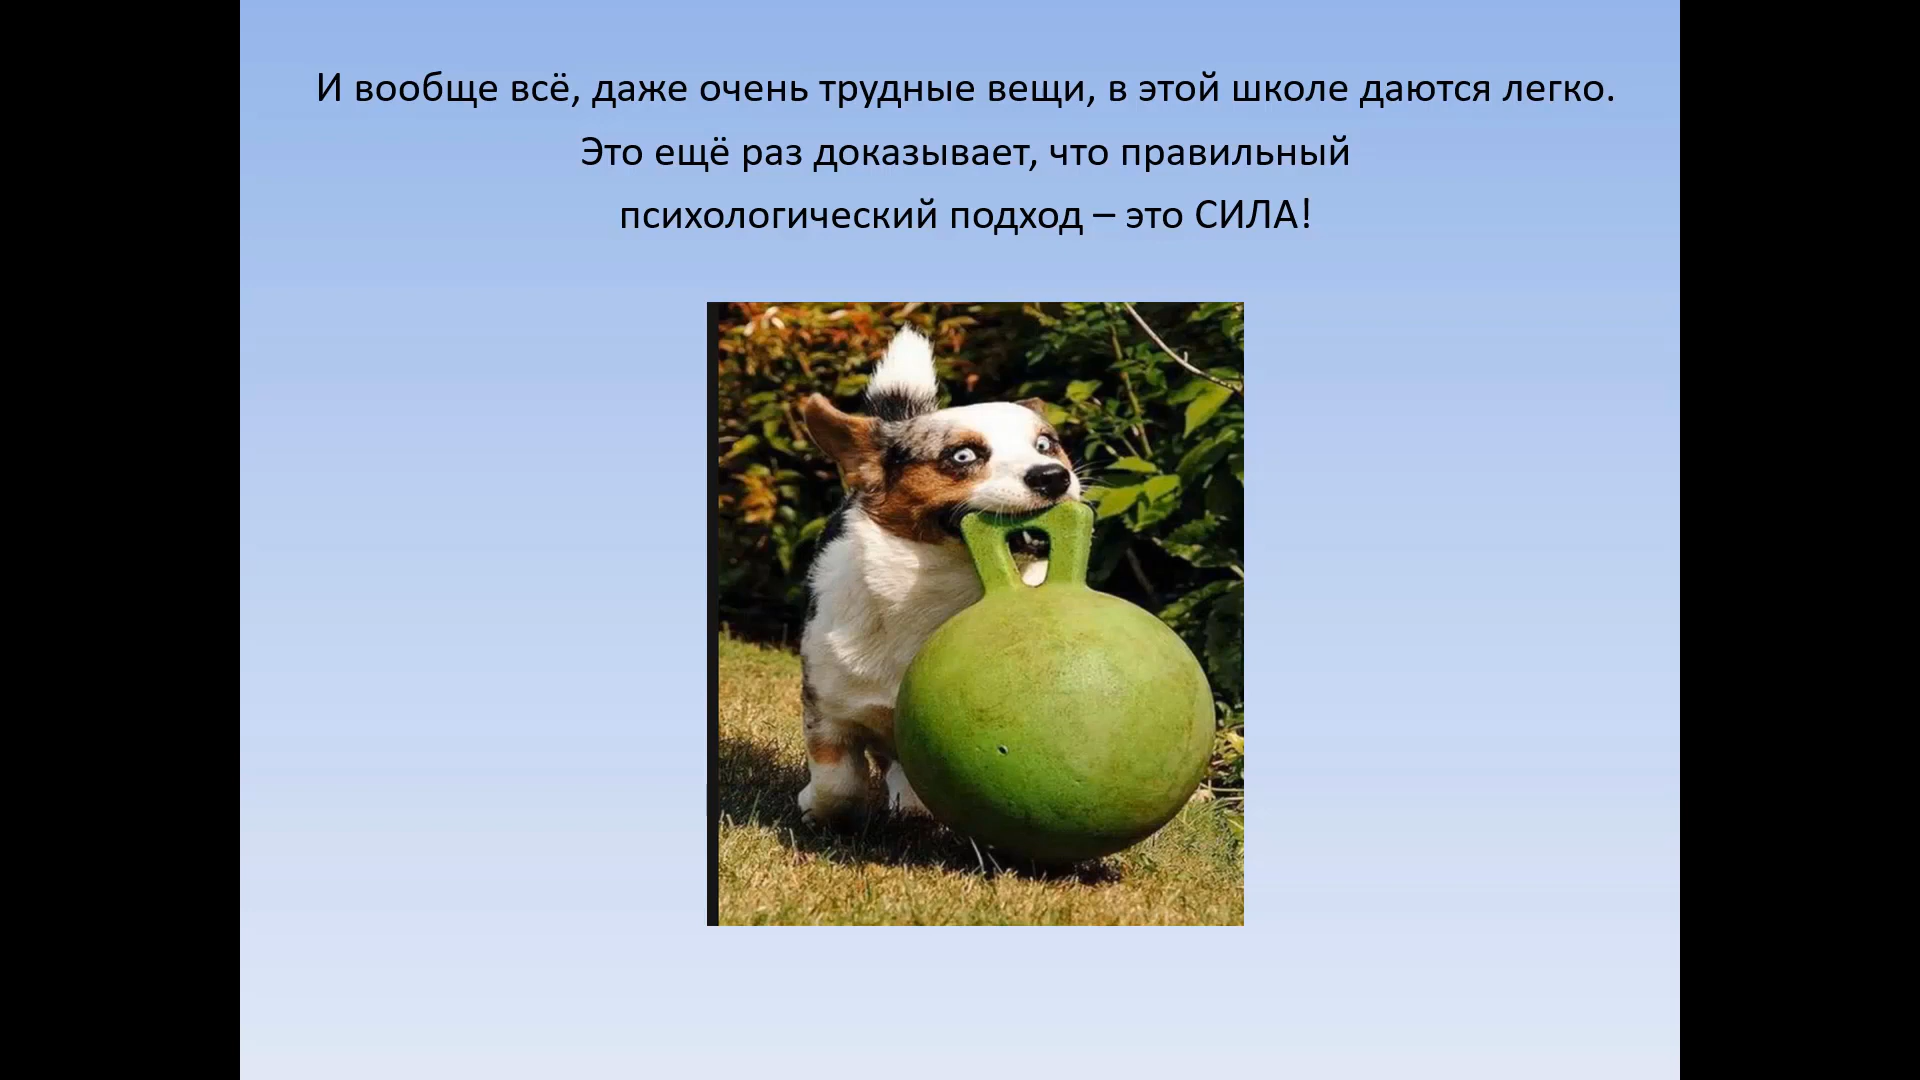 И вообще всё, даже очень трудные вещи, в этой школе даются легко.
Это ещё раз доказывает, что правильный
психологический подход – это СИЛА!